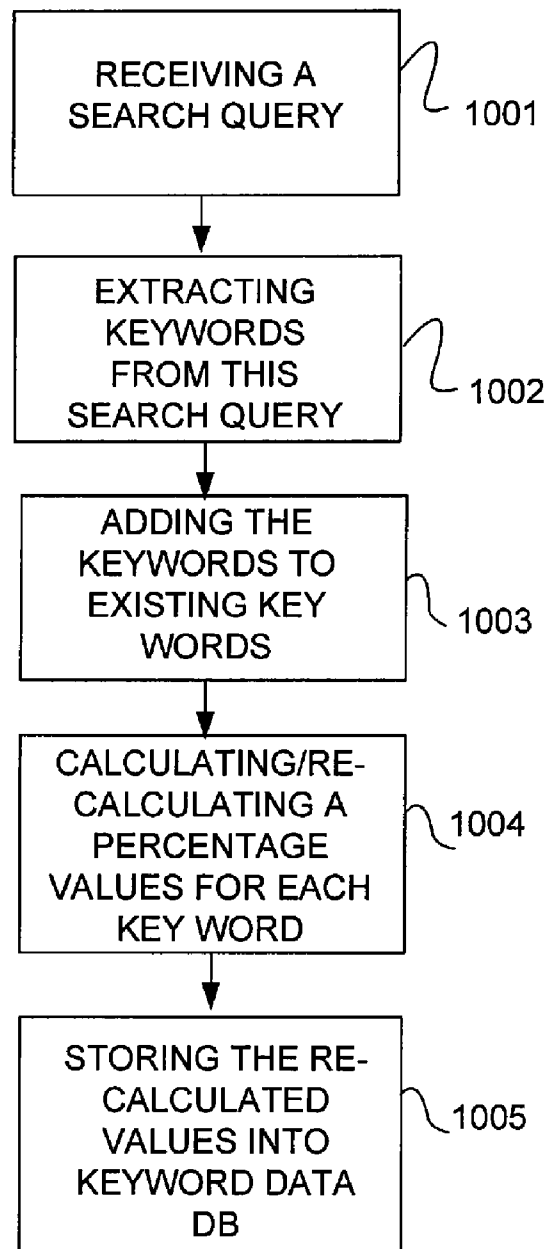 RECEIVING A
SEARCH QUERY
1001
EXTRACTING
KEYWORDS
FROM THIS
SEARCH QUERY
1002
ADDING THE
KEYWORDS TO
EXISTING KEY
WORDS
1003
CALCULATING/RE-
CALCULATING A
PERCENTAGE
VALUES FOR EACH
KEY WORD
1004
STORING THE RE-
CALCULATED
VALUES INTO
KEYWORD DATA
DB
1005